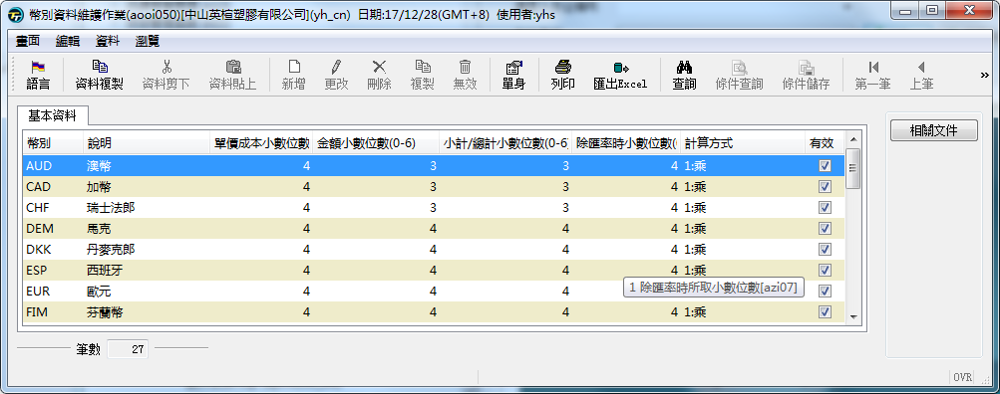 幣別資料維護作業(aooi050)[中山英楦塑膠有限公司](yh_cn) 日期:17/12/28(GMT+8) 使用者:yhs
畫面 編輯 資料 瀏覽
語言 資料複製 資料剪下 資料貼上 新增 更改 刪除 複製 無效 單身 列印 匯出Excel 查詢 條件查詢 條件儲存 第一筆 上筆 »
基本資料
相關文件
幣別 說明 單價成本小數位數 金額小數位數(0-6) 小計/總計小數位數(0-6) 除匯率時小數位數( 計算方式 有效
AUD 澳幣 4 3 3 4 1:乘
CAD 加幣 4 3 3 4 1:乘
CHF 瑞士法郎 4 3 3 4 1:乘
DEM 馬克 4 4 4 4 1:乘
DKK 丹麥克郎 4 4 4 4 1:乘
ESP 西班牙 4 4 4 4 1:乘
EUR 歐元 4 4 4
1 除匯率時所取小數位數[azi07]
FIM 芬蘭幣 4 4 4 4 1:乘
筆數 27
OVR